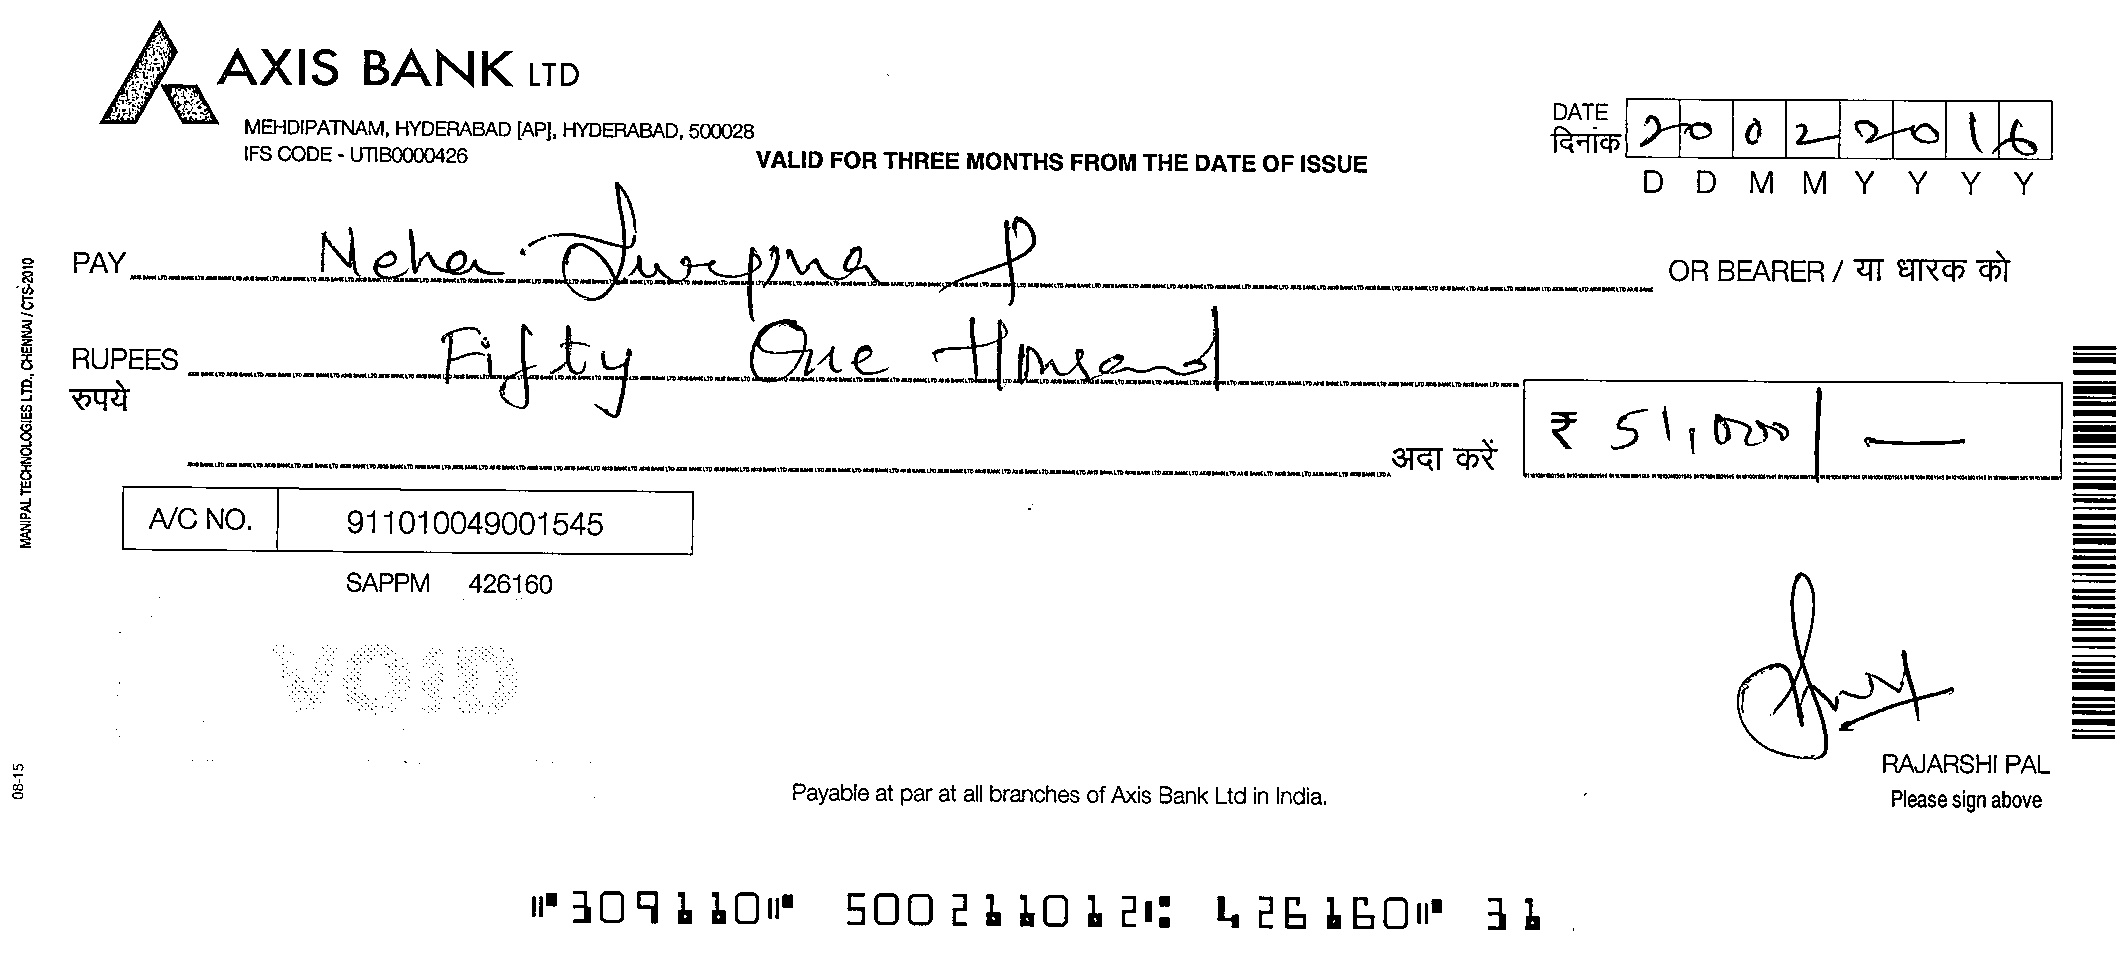 AXIS BANK LTD
MEHDIPATNAM, HYDERABAD [AP], HYDERABAD, 500028
IFS CODE - UTIB0000426
VALID FOR THREE MONTHS FROM THE DATE OF ISSUE
DATE दिनांक 20022016
D D M M Y Y Y Y
PAY Neha P OR BEARER / या धारक को
RUPEES रुपये Fifty One Thousand
अदा करें ₹ 51,000/—
A/C NO. 911010049001545
SAPPM 426160
VOID
RAJARSHI PAL
Please sign above
Payable at par at all branches of Axis Bank Ltd in India.
⑈309110⑈ 500211012⑆ 426160⑈ 31
MANIPAL TECHNOLOGIES LTD., CHENNAI / CTS-2010
08-15